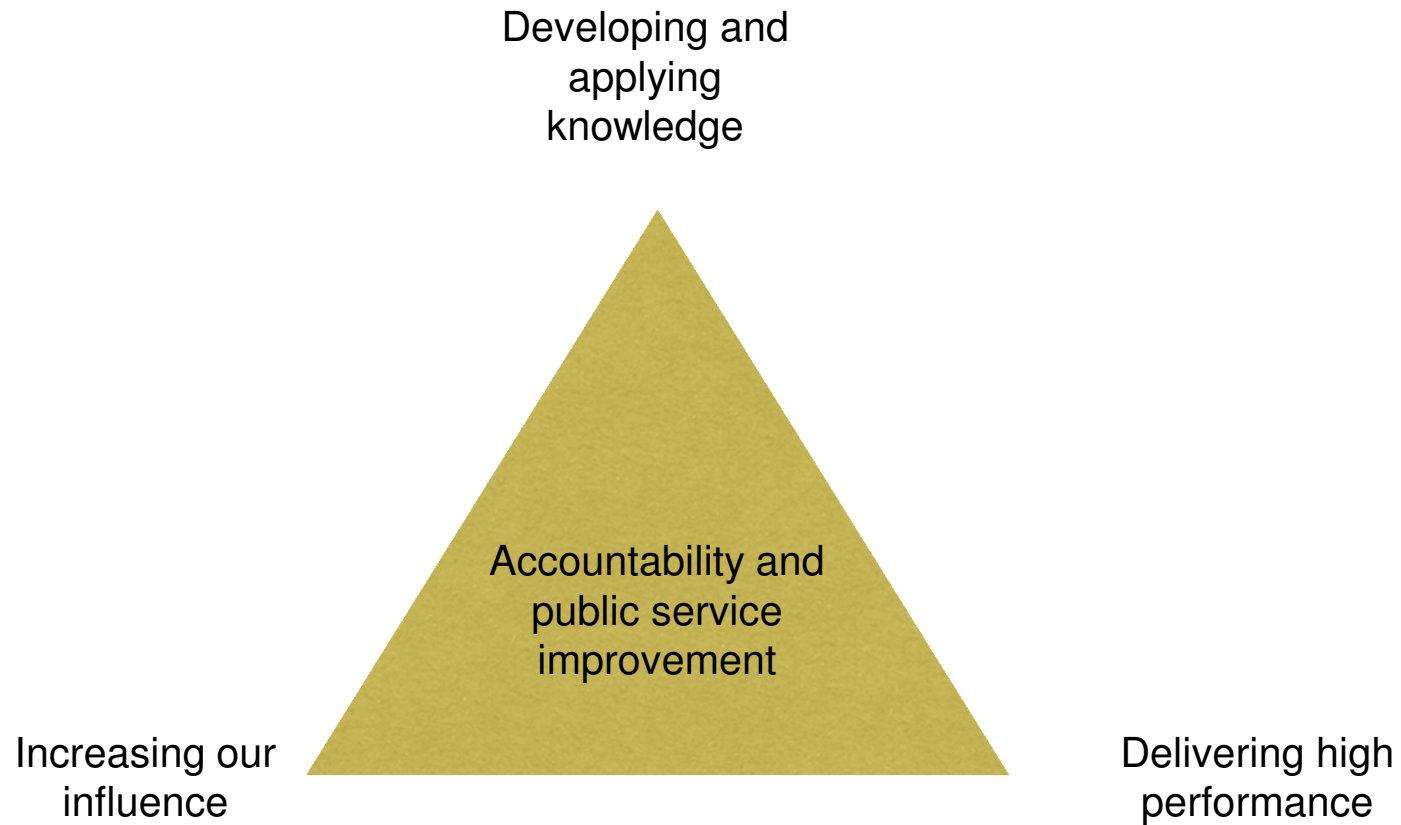 Developing and
applying
knowledge
Accountability and
public service
improvement
Increasing our
influence
Delivering high
performance